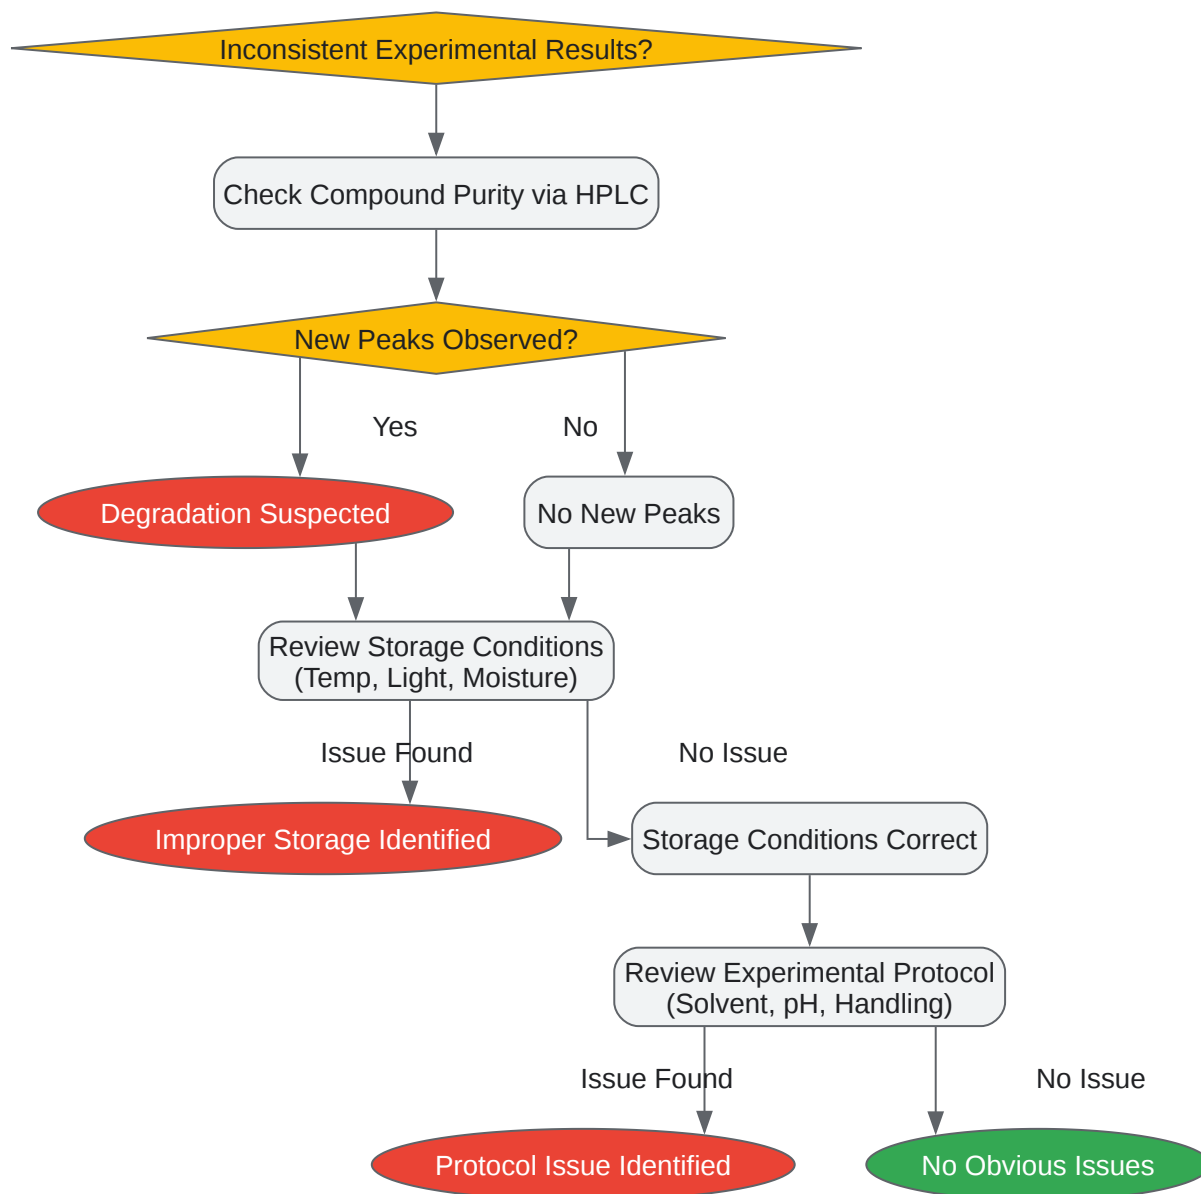 Inconsistent Experimental Results?
Check Compound Purity via HPLC
New Peaks Observed?
Yes
No
Degradation Suspected
No New Peaks
Review Storage Conditions
(Temp, Light, Moisture)
Issue Found
No Issue
Improper Storage Identified
Storage Conditions Correct
Review Experimental Protocol
(Solvent, pH, Handling)
Issue Found
No Issue
Protocol Issue Identified
No Obvious Issues